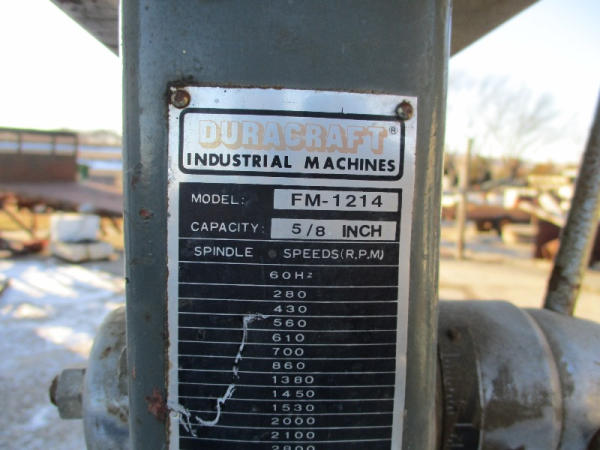 DURACRAFT®
INDUSTRIAL MACHINES
MODEL: FM-1214
CAPACITY: 5/8 INCH
SPINDLE SPEEDS(R.P.M)
60Hz
280
430
560
610
700
860
1380
1450
1530
2000
2100
2800